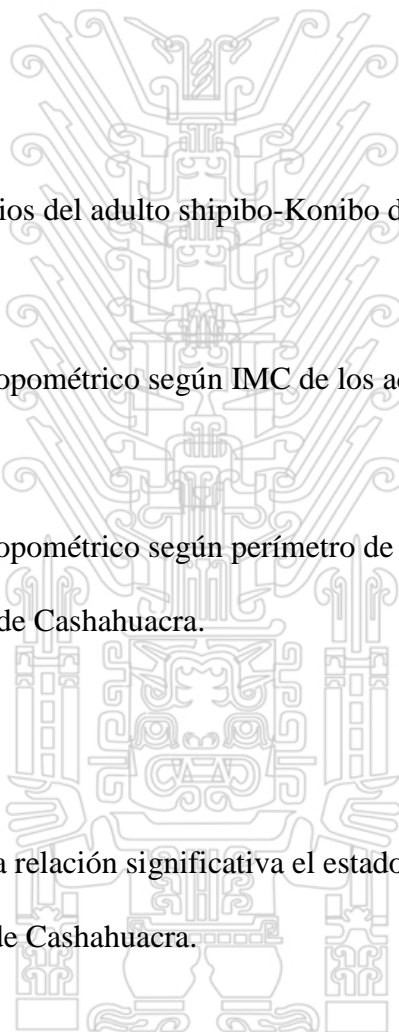 ios del adulto shipibo-Konibo d
opométrico según IMC de los a
opométrico según perímetro de
de Cashahuacra.
a relación significativa el estado
de Cashahuacra.